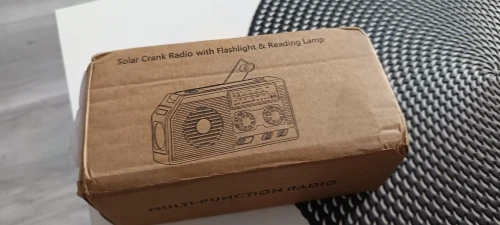 Solar Crank Radio with Flashlight & Reading Lamp
MULTI-FUNCTION RADIO